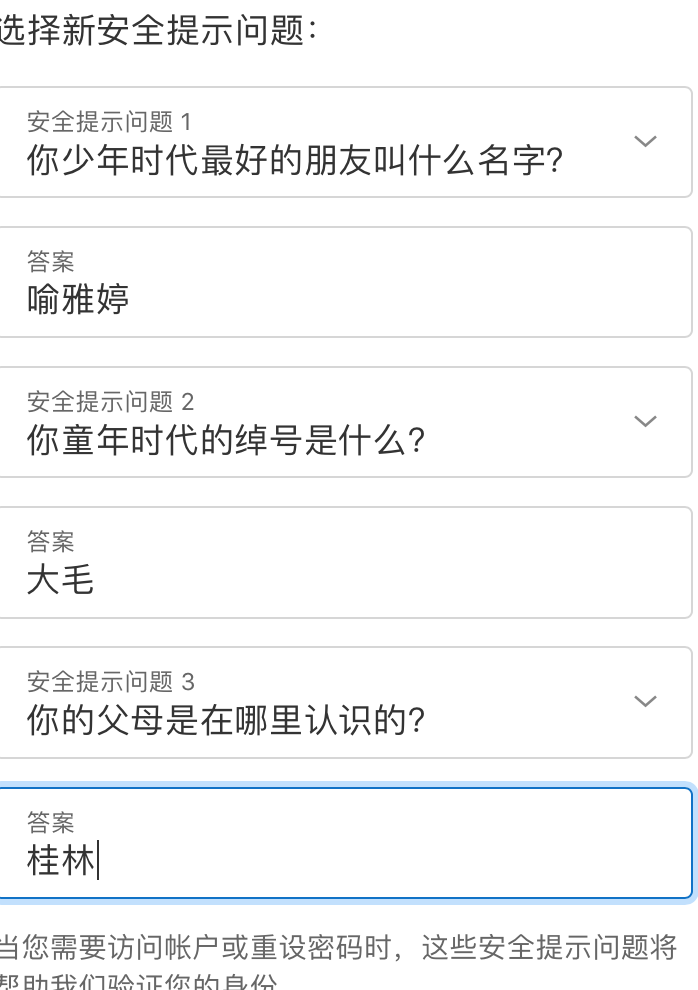 选择新安全提示问题：
安全提示问题 1
你少年时代最好的朋友叫什么名字？
答案
喻雅婷
安全提示问题 2
你童年时代的绰号是什么？
答案
大毛
安全提示问题 3
你的父母是在哪里认识的？
答案
桂林
当您需要访问帐户或重设密码时，这些安全提示问题将
帮助我们验证您的身份